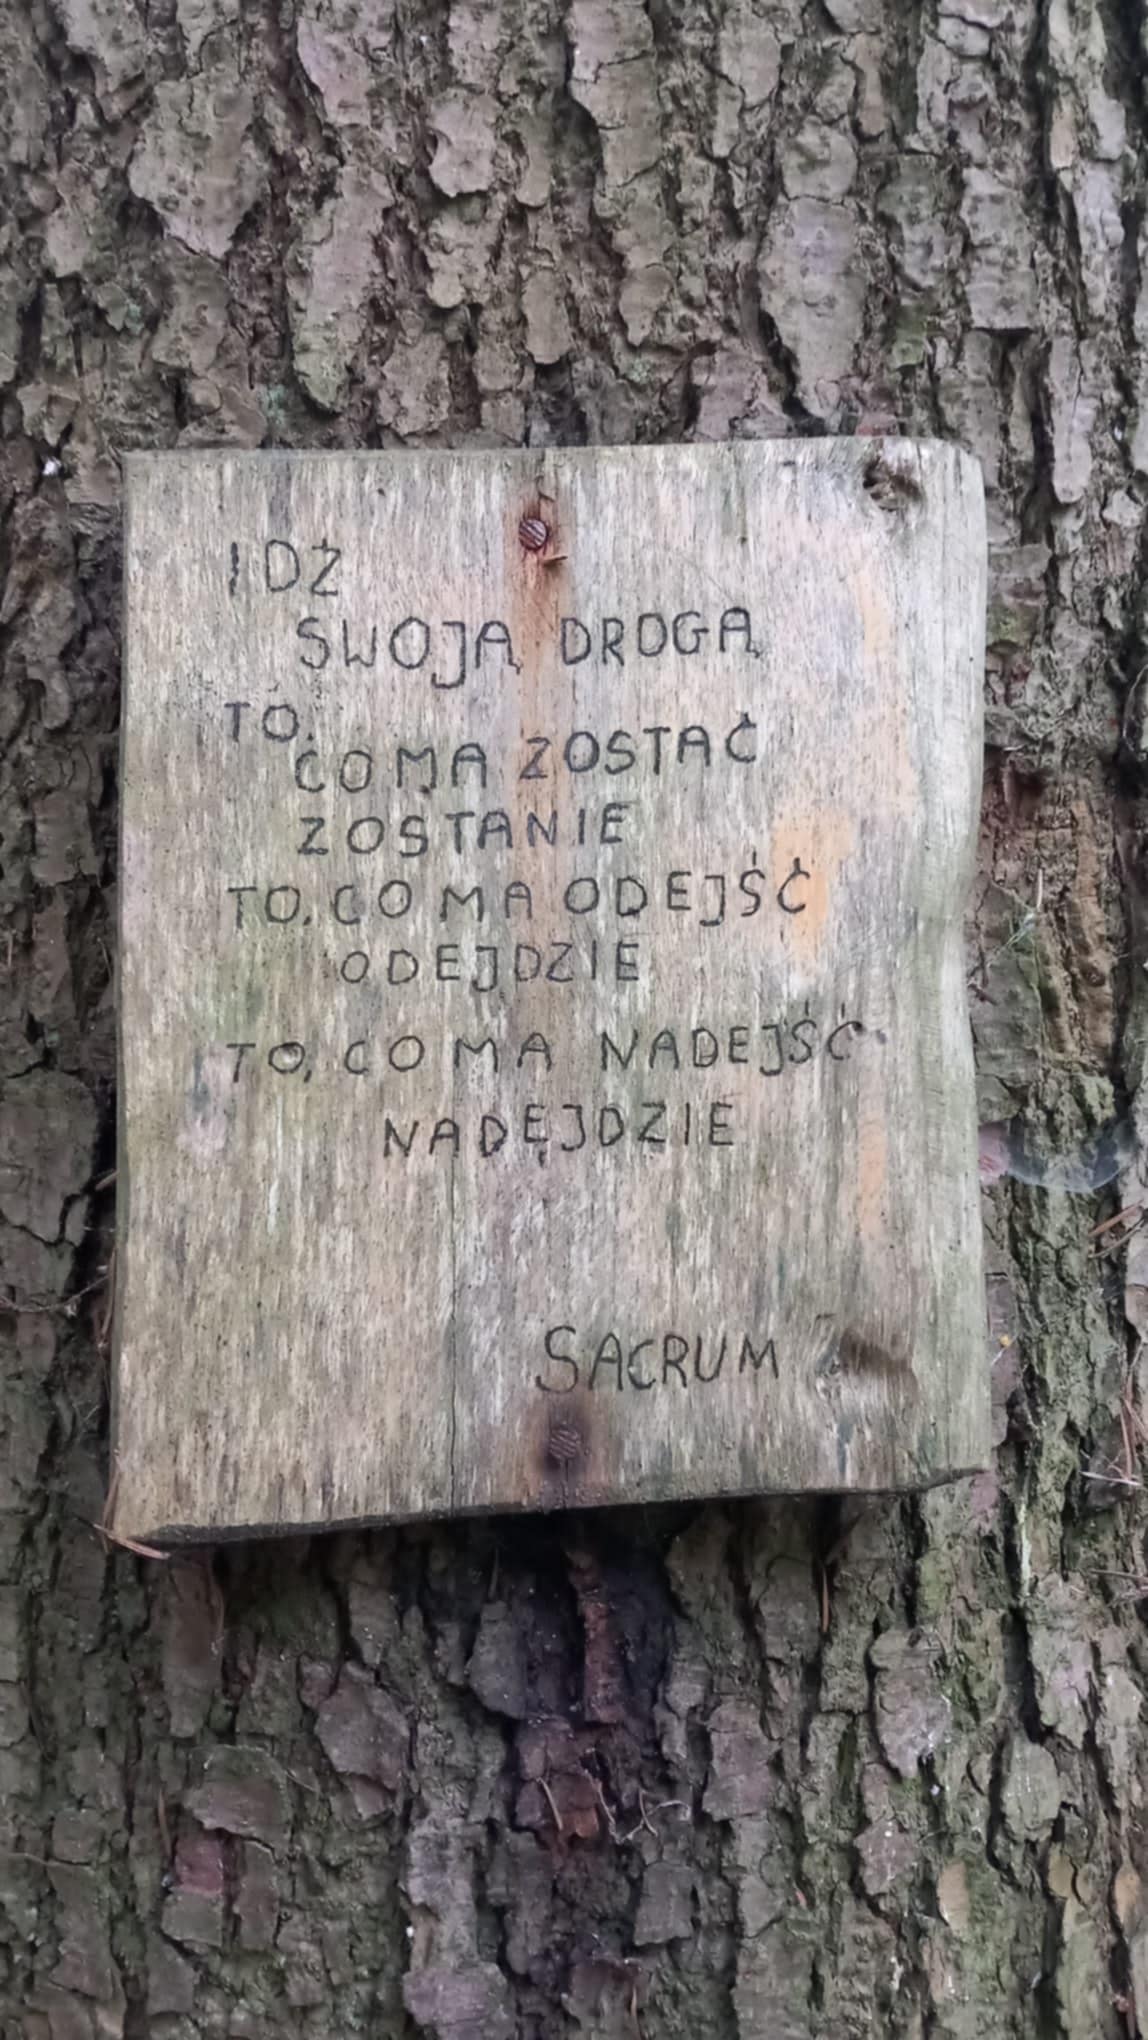 IDŹ
SWOJĄ DROGĄ
TO,
CO MA ZOSTAĆ
ZOSTANIE
TO, CO MA ODEJŚĆ
ODEJDZIE
TO, CO MA NADEJŚĆ
NADEJDZIE
SACRUM